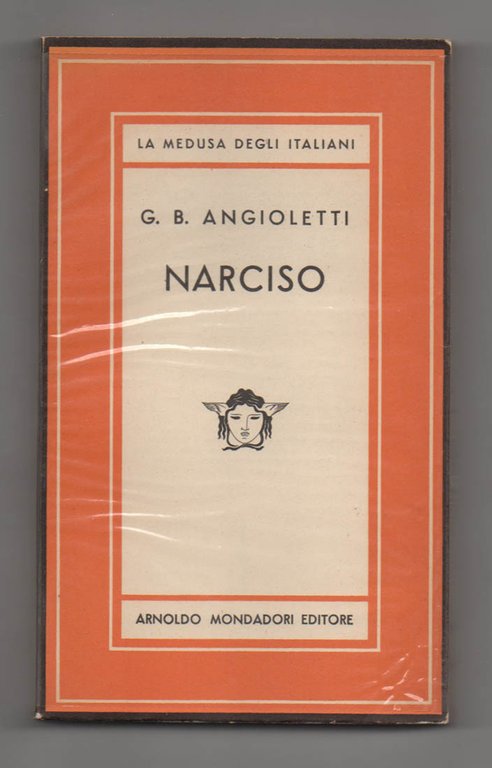 LA MEDUSA DEGLI ITALIANI
G. B. ANGIOLETTI
NARCISO
ARNOLDO MONDADORI EDITORE